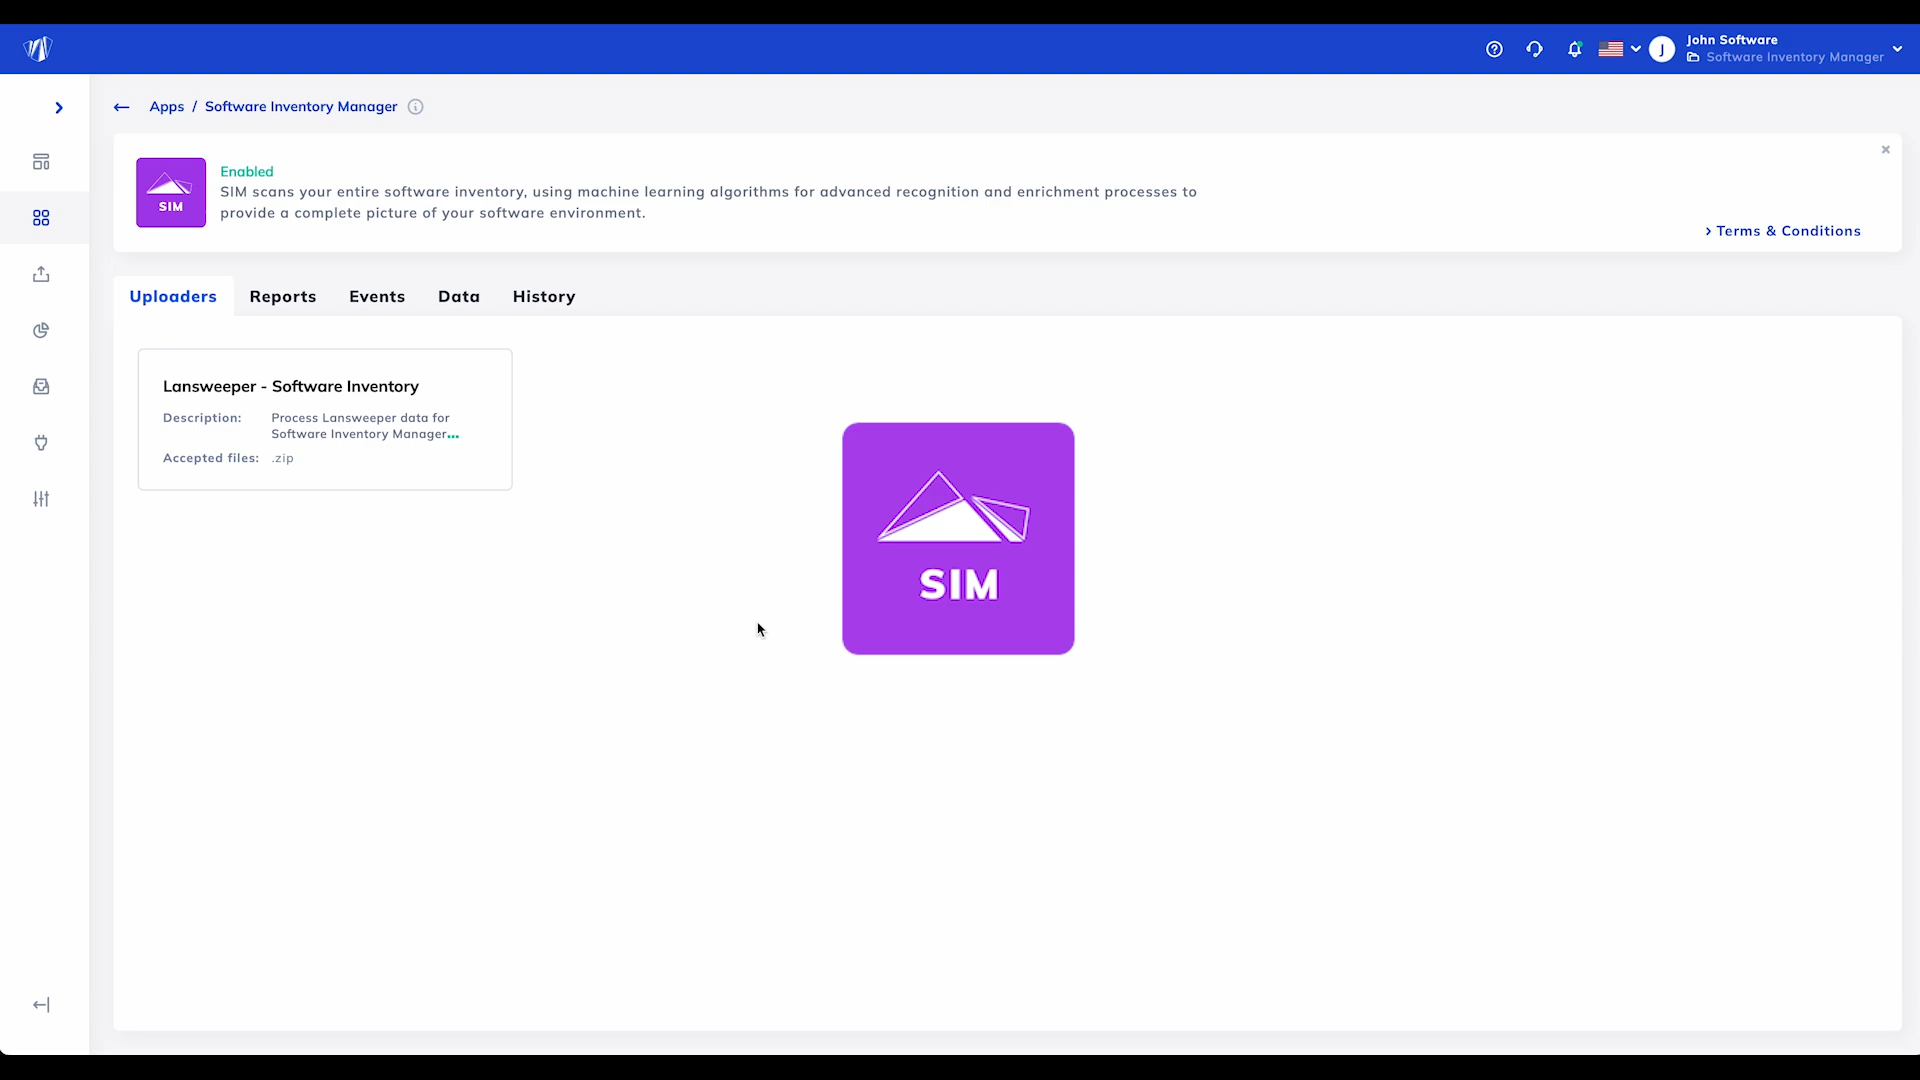 John Software
J
Software Inventory Manager
Apps / Software Inventory Manager
Enabled
SIM scans your entire software inventory, using machine learning algorithms for advanced recognition and enrichment processes to
provide a complete picture of your software environment.
SIM
> Terms & Conditions
Uploaders
Reports
Events
Data
History
Lansweeper - Software Inventory
Description: Process Lansweeper data for
Software Inventory Manager...
Accepted files: .zip
SIM